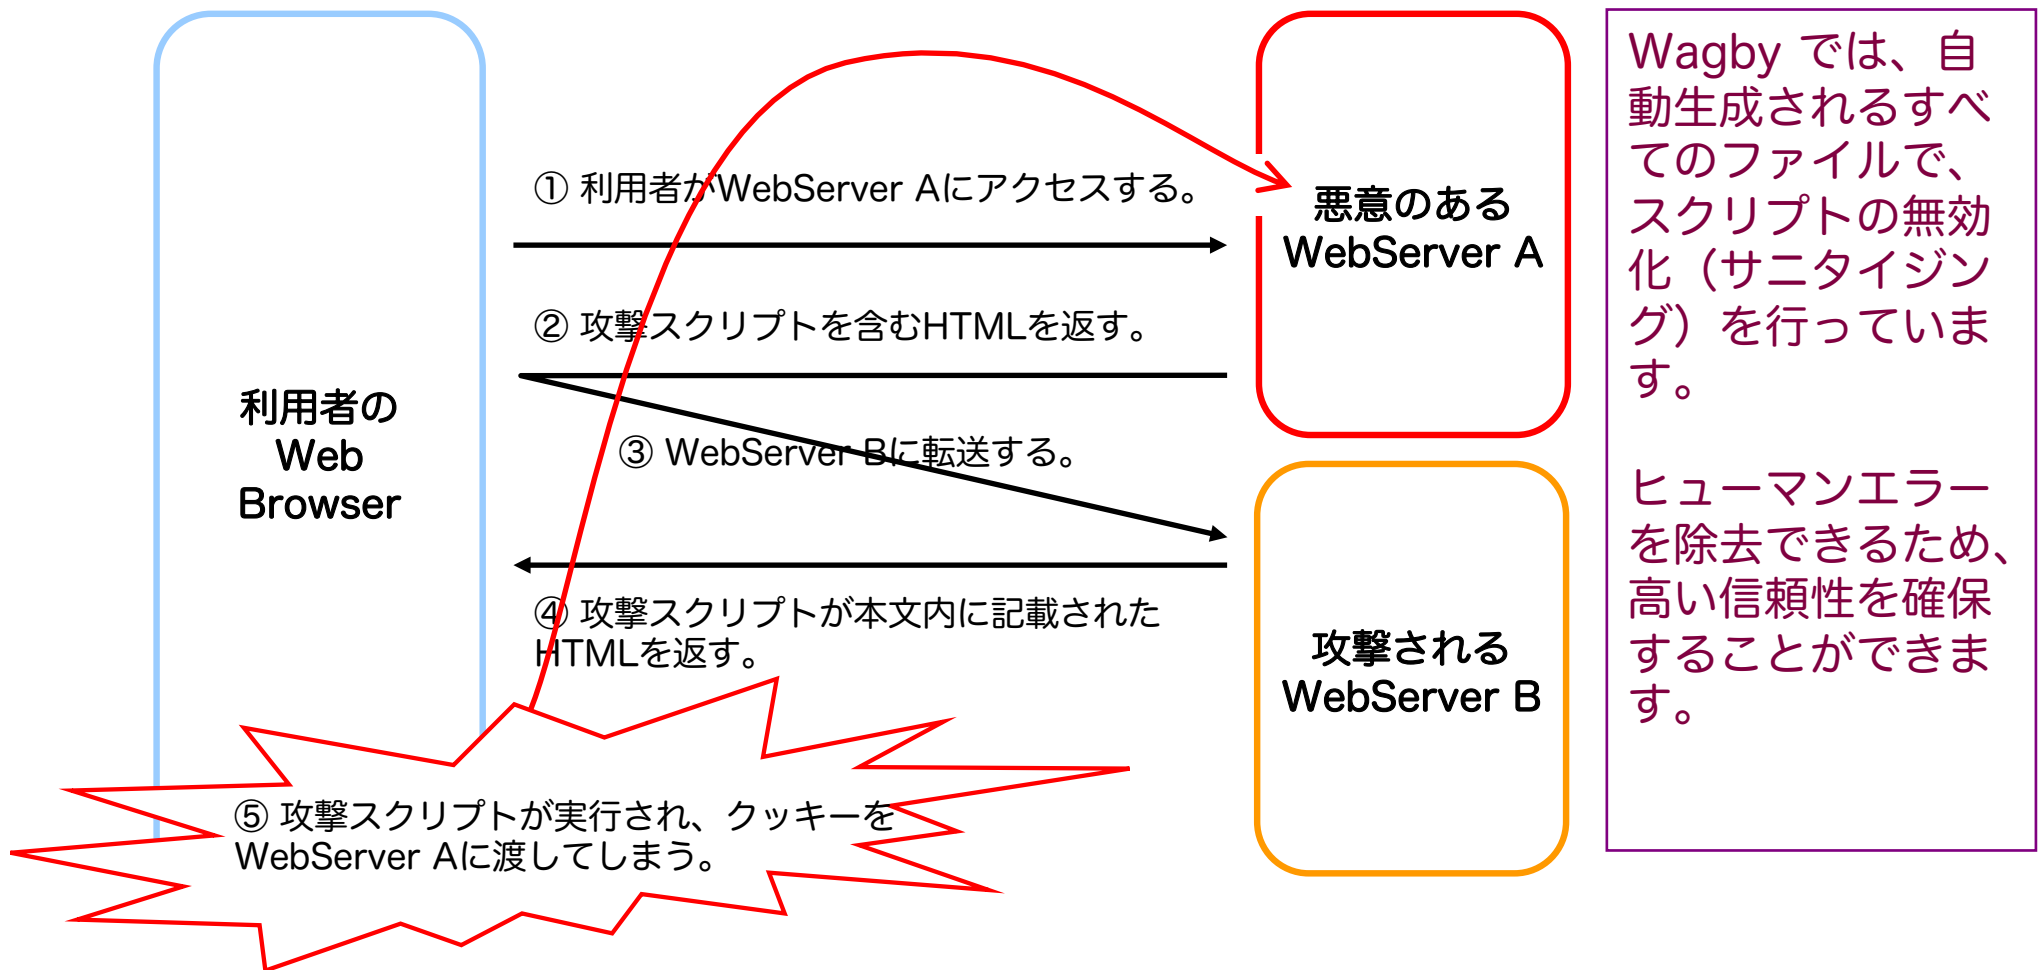 利用者の
Web
Browser
① 利用者がWebServer Aにアクセスする。
② 攻撃スクリプトを含むHTMLを返す。
③ WebServer Bに転送する。
④ 攻撃スクリプトが本文内に記載された
HTMLを返す。
⑤ 攻撃スクリプトが実行され、クッキーを
WebServer Aに渡してしまう。
悪意のある
WebServer A
攻撃される
WebServer B
Wagby では、自
動生成されるすべ
てのファイルで、
スクリプトの無効
化（サニタイジン
グ）を行っていま
す。
ヒューマンエラー
を除去できるため、
高い信頼性を確保
することができま
す。